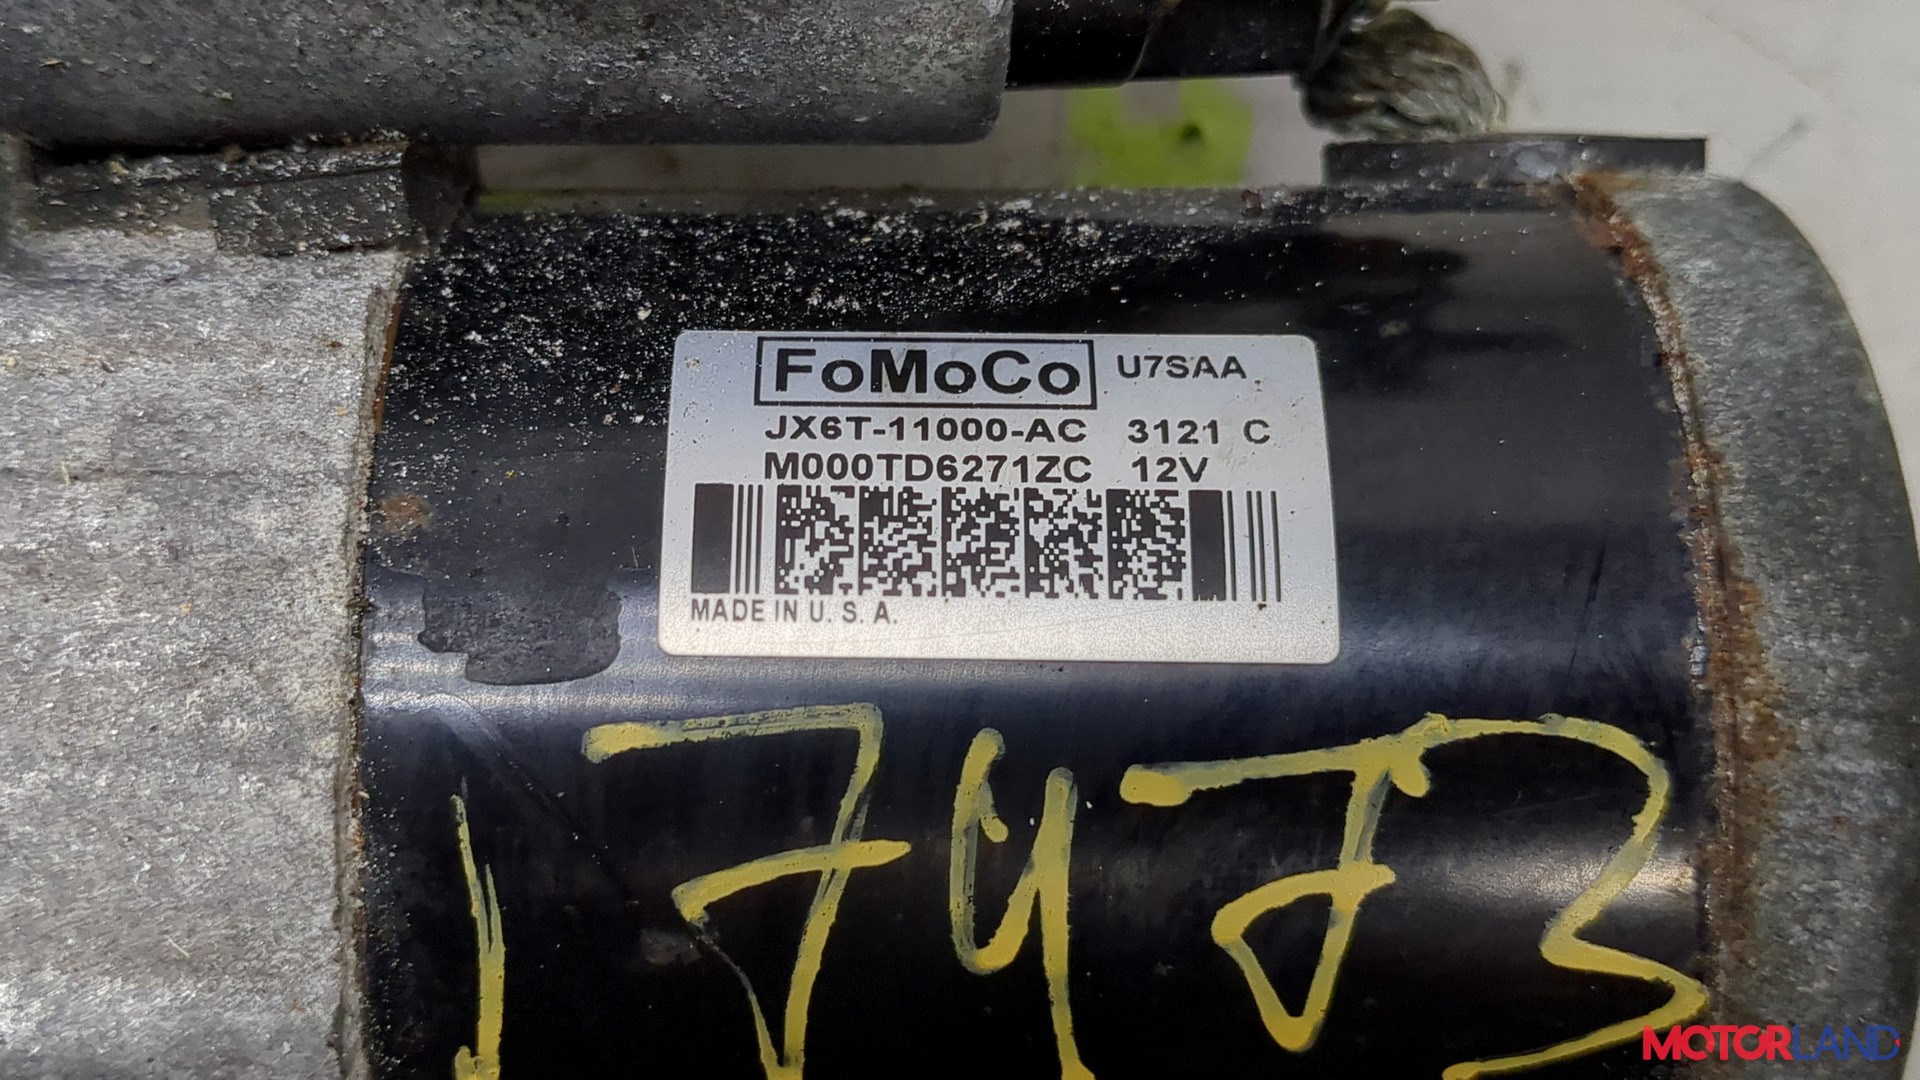 FoMoCo U7SAA
JX6T-11000-AC 3121 C
M000TD6271ZC 12V
MADE IN U. S. A.
MOTORLAND